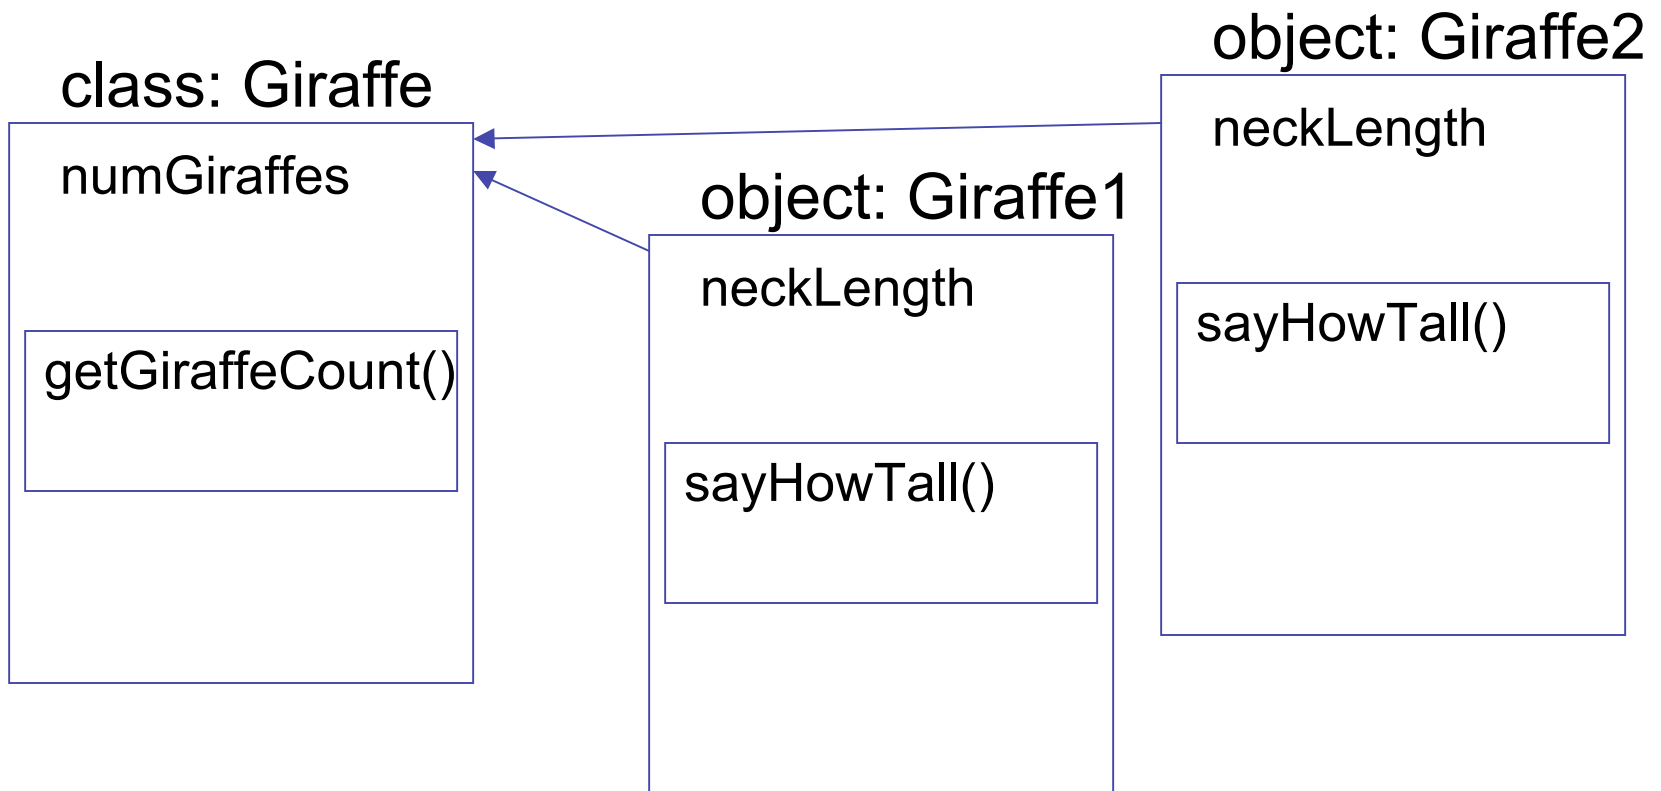 class: Giraffe
numGiraffes
getGiraffeCount()
object: Giraffe1
neckLength
sayHowTall()
object: Giraffe2
neckLength
sayHowTall()